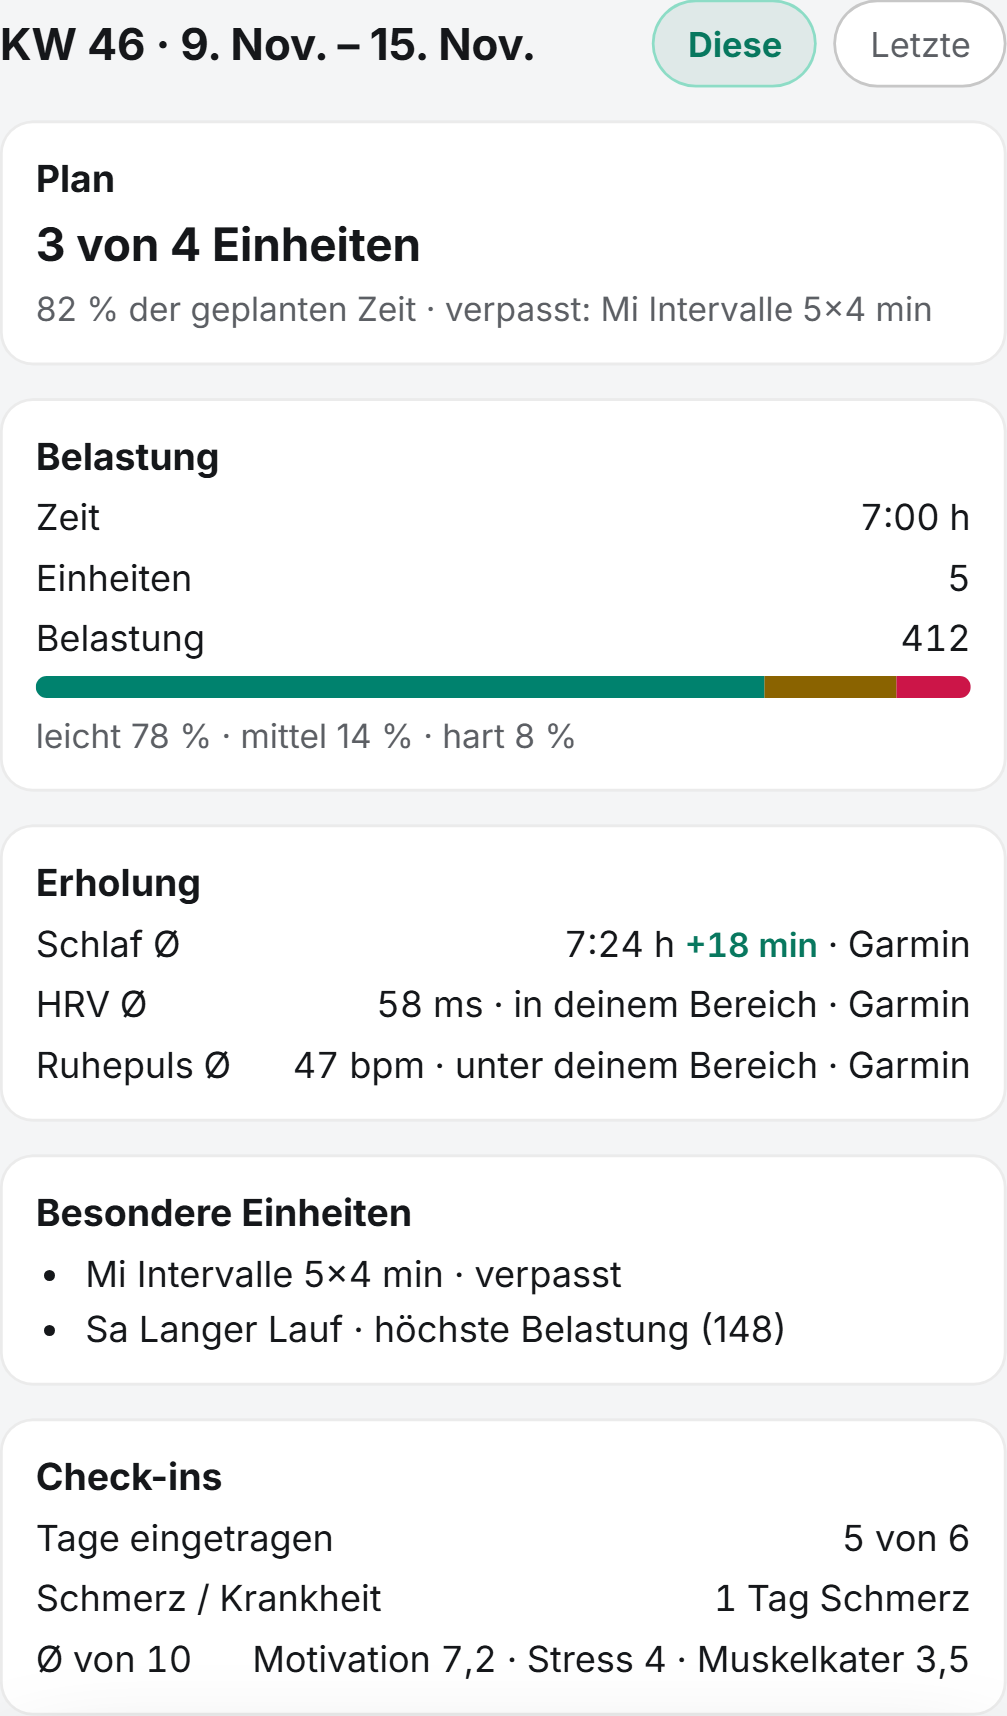 KW 46 · 9. Nov. – 15. Nov.
Diese
Letzte
Plan
3 von 4 Einheiten
82 % der geplanten Zeit · verpasst: Mi Intervalle 5×4 min
Belastung
Zeit 7:00 h
Einheiten 5
Belastung 412
leicht 78 % · mittel 14 % · hart 8 %
Erholung
Schlaf Ø 7:24 h +18 min · Garmin
HRV Ø 58 ms · in deinem Bereich · Garmin
Ruhepuls Ø 47 bpm · unter deinem Bereich · Garmin
Besondere Einheiten
• Mi Intervalle 5×4 min · verpasst
• Sa Langer Lauf · höchste Belastung (148)
Check-ins
Tage eingetragen 5 von 6
Schmerz / Krankheit 1 Tag Schmerz
Ø von 10 Motivation 7,2 · Stress 4 · Muskelkater 3,5